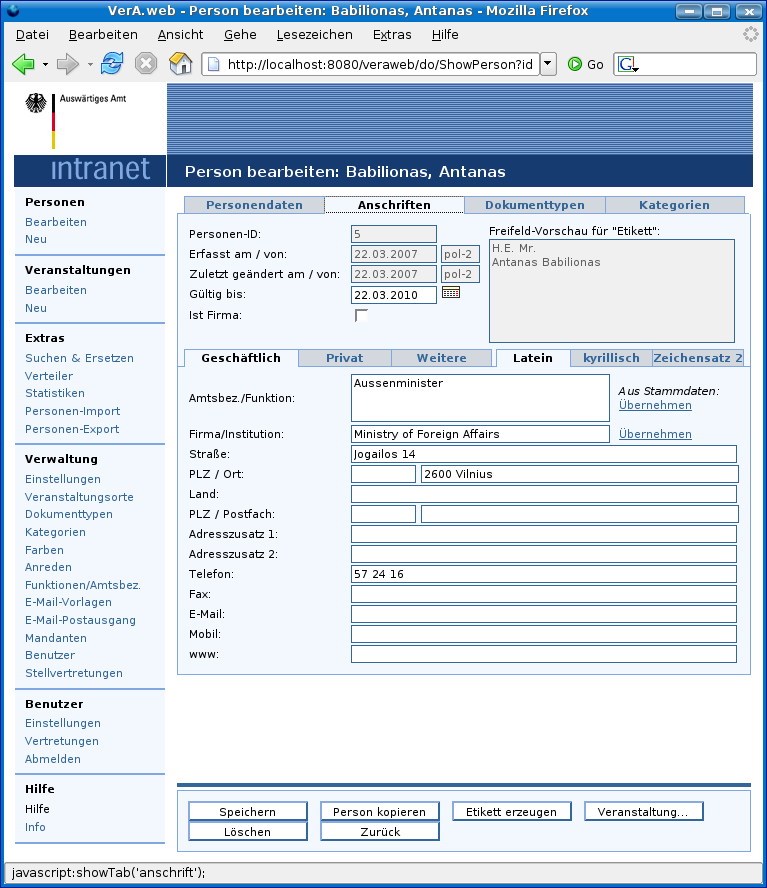 VerA.web - Person bearbeiten: Babilionas, Antanas - Mozilla Firefox
Datei Bearbeiten Ansicht Gehe Lesezeichen Extras Hilfe
http://localhost:8080/veraweb/do/ShowPerson?id Go G
Auswärtiges Amt
intranet
Person bearbeiten: Babilionas, Antanas
Personen
Bearbeiten
Neu
Veranstaltungen
Bearbeiten
Neu
Extras
Suchen & Ersetzen
Verteiler
Statistiken
Personen-Import
Personen-Export
Verwaltung
Einstellungen
Veranstaltungsorte
Dokumenttypen
Kategorien
Farben
Anreden
Funktionen/Amtsbez.
E-Mail-Vorlagen
E-Mail-Postausgang
Mandanten
Benutzer
Stellvertretungen
Benutzer
Einstellungen
Vertretungen
Abmelden
Hilfe
Hilfe
Info
Personendaten Anschriften Dokumenttypen Kategorien
Personen-ID: 5
Erfasst am / von: 22.03.2007 pol-2
Zuletzt geändert am / von: 22.03.2007 pol-2
Gültig bis: 22.03.2010
Ist Firma:
Freifeld-Vorschau für "Etikett":
H.E. Mr.
Antanas Babilionas
Geschäftlich Privat Weitere Latein kyrillisch Zeichensatz 2
Amtsbez./Funktion: Aussenminister
Aus Stammdaten:
Übernehmen
Firma/Institution: Ministry of Foreign Affairs Übernehmen
Straße: Jogailos 14
PLZ / Ort: 2600 Vilnius
Land:
PLZ / Postfach:
Adresszusatz 1:
Adresszusatz 2:
Telefon: 57 24 16
Fax:
E-Mail:
Mobil:
www:
Speichern Person kopieren Etikett erzeugen Veranstaltung...
Löschen Zurück
javascript:showTab('anschrift');